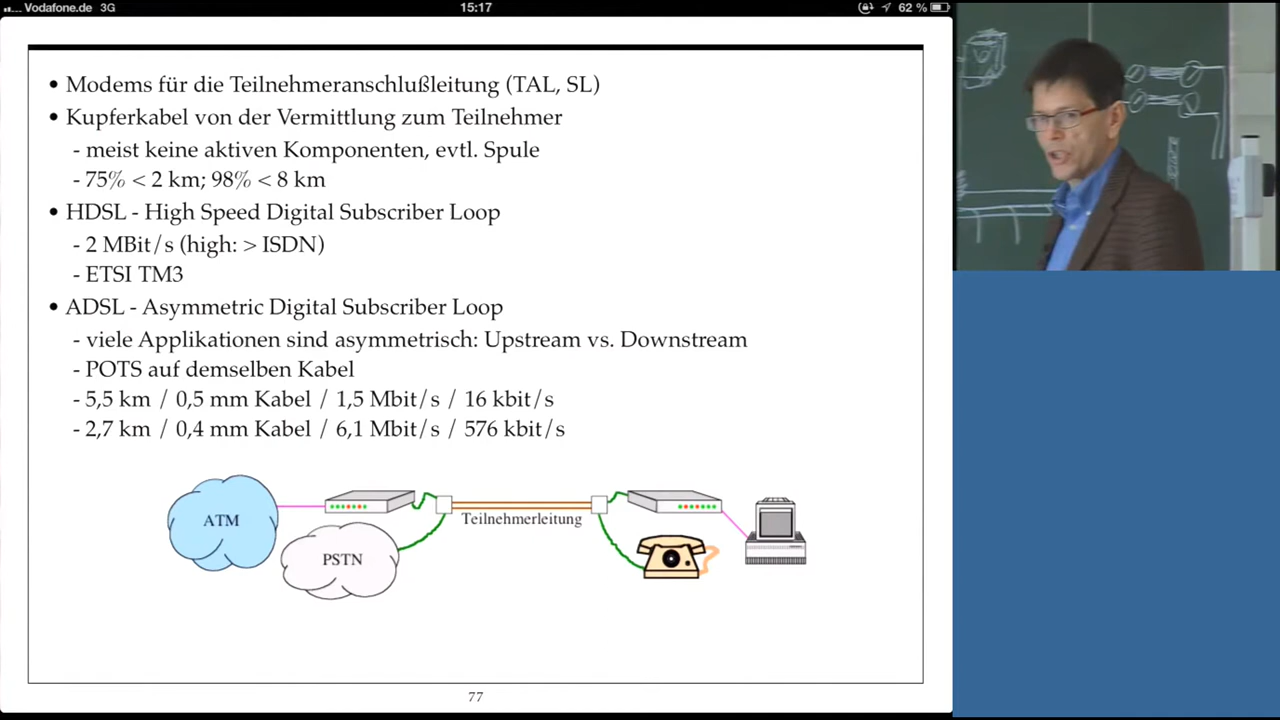 Vodafone.de 3G 15:17 62 %
• Modems für die Teilnehmeranschlußleitung (TAL, SL)
• Kupferkabel von der Vermittlung zum Teilnehmer
- meist keine aktiven Komponenten, evtl. Spule
- 75% < 2 km; 98% < 8 km
• HDSL - High Speed Digital Subscriber Loop
- 2 MBit/s (high: > ISDN)
- ETSI TM3
• ADSL - Asymmetric Digital Subscriber Loop
- viele Applikationen sind asymmetrisch: Upstream vs. Downstream
- POTS auf demselben Kabel
- 5,5 km / 0,5 mm Kabel / 1,5 Mbit/s / 16 kbit/s
- 2,7 km / 0,4 mm Kabel / 6,1 Mbit/s / 576 kbit/s
ATM
Teilnehmerleitung
PSTN
77